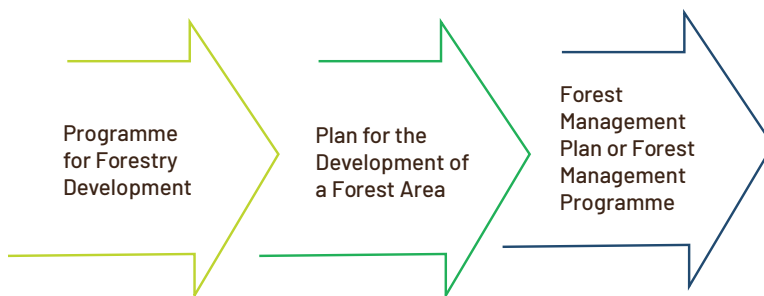 Programme
for Forestry
Development
Plan for the
Development of
a Forest Area
Forest
Management
Plan or Forest
Management
Programme